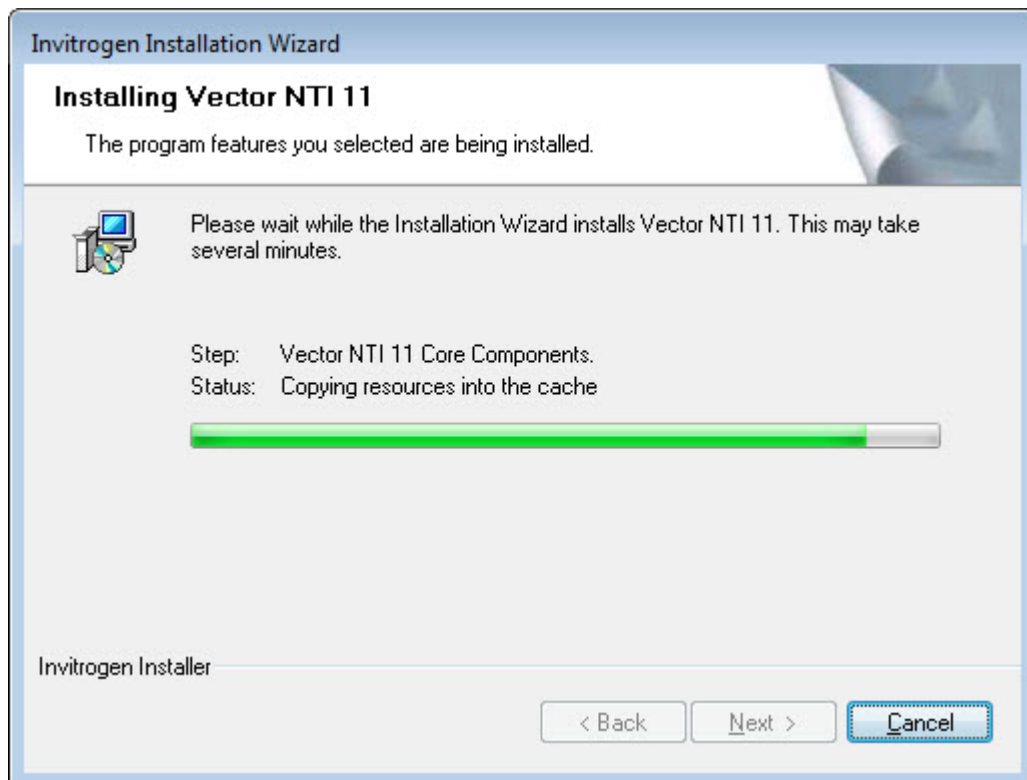 Invitrogen Installation Wizard
Installing Vector NTI 11
The program features you selected are being installed.
Please wait while the Installation Wizard installs Vector NTI 11. This may take
several minutes.
Step: Vector NTI 11 Core Components.
Status: Copying resources into the cache
Invitrogen Installer
< Back Next > Cancel